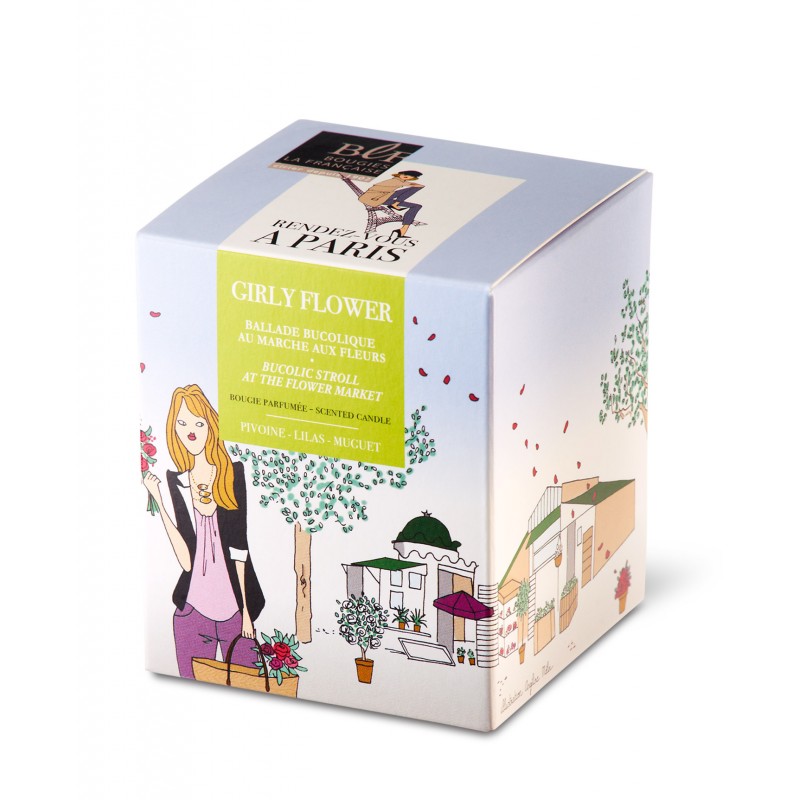 BLF
BOUGIES
LA FRANÇAISE
RENDEZ-VOUS
A PARIS
GIRLY FLOWER
BALLADE BUCOLIQUE
AU MARCHE AUX FLEURS
•
BUCOLIC STROLL
AT THE FLOWER MARKET
BOUGIE PARFUMÉE – SCENTED CANDLE
PIVOINE - LILAS - MUGUET